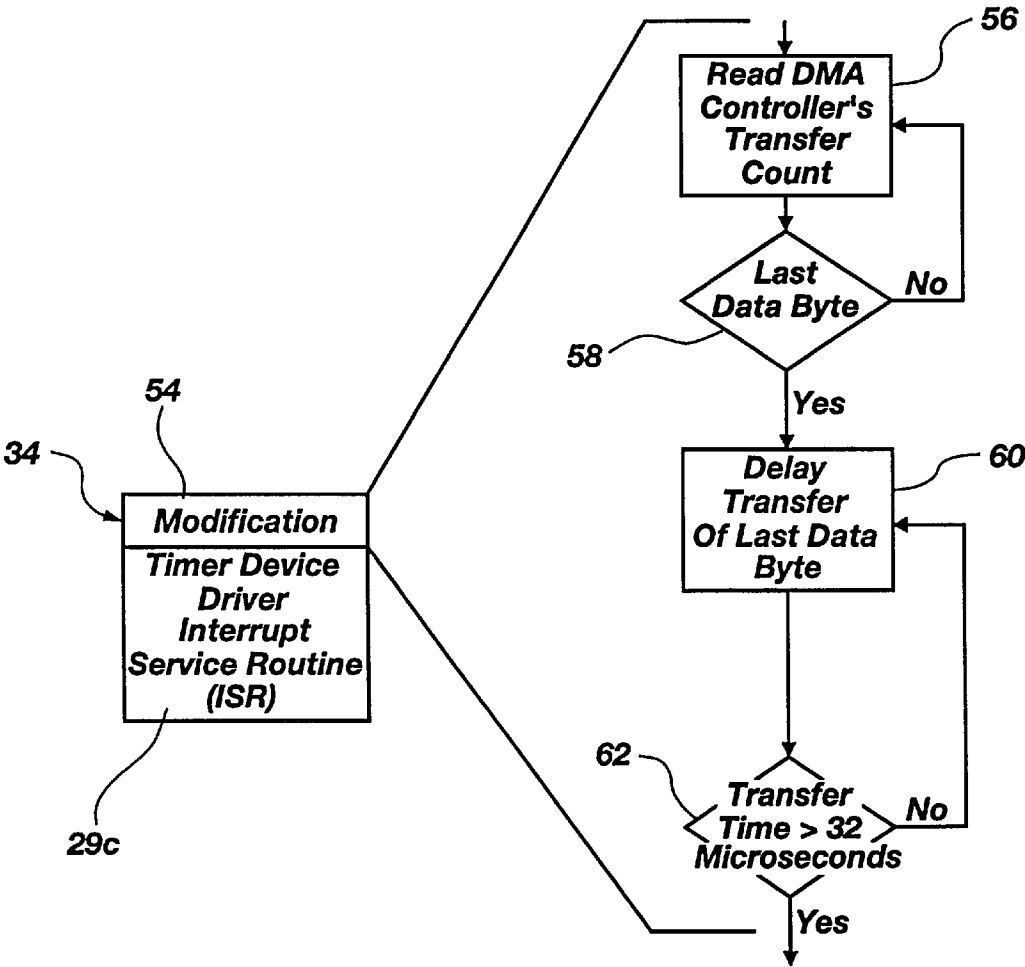 56
Read DMA
Controller's
Transfer
Count
Last
Data Byte
No
58
Yes
54
34
Modification
Timer Device
Driver
Interrupt
Service Routine
(ISR)
29c
60
Delay
Transfer
Of Last Data
Byte
62
Transfer
Time > 32
Microseconds
No
Yes